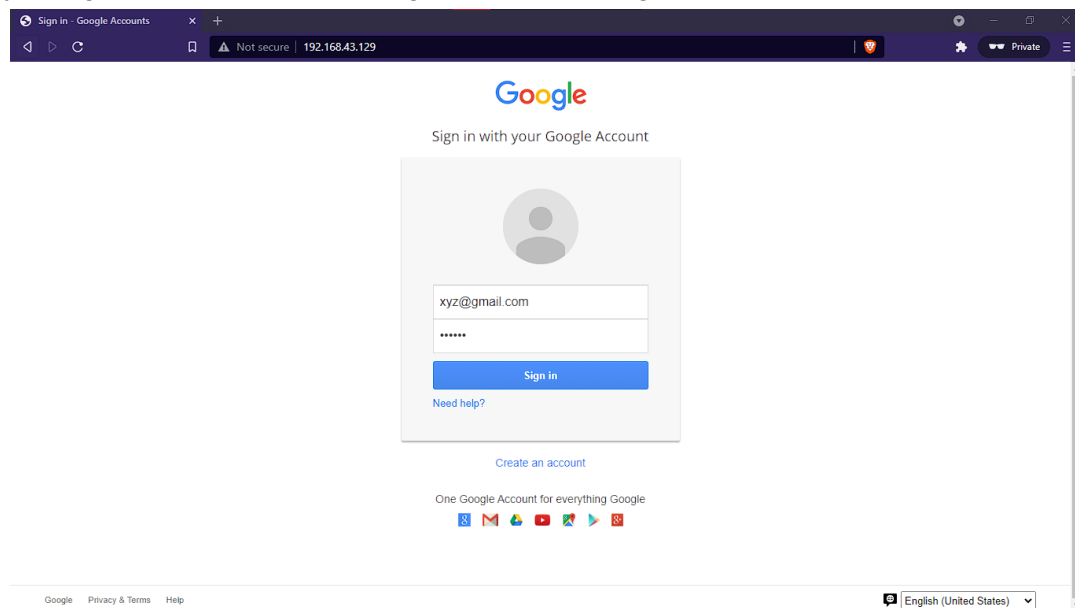 Sign in - Google Accounts
Not secure | 192.168.43.129
Private
Google
Sign in with your Google Account
xyz@gmail.com
••••••
Sign in
Need help?
Create an account
One Google Account for everything Google
Google Privacy & Terms Help
English (United States)